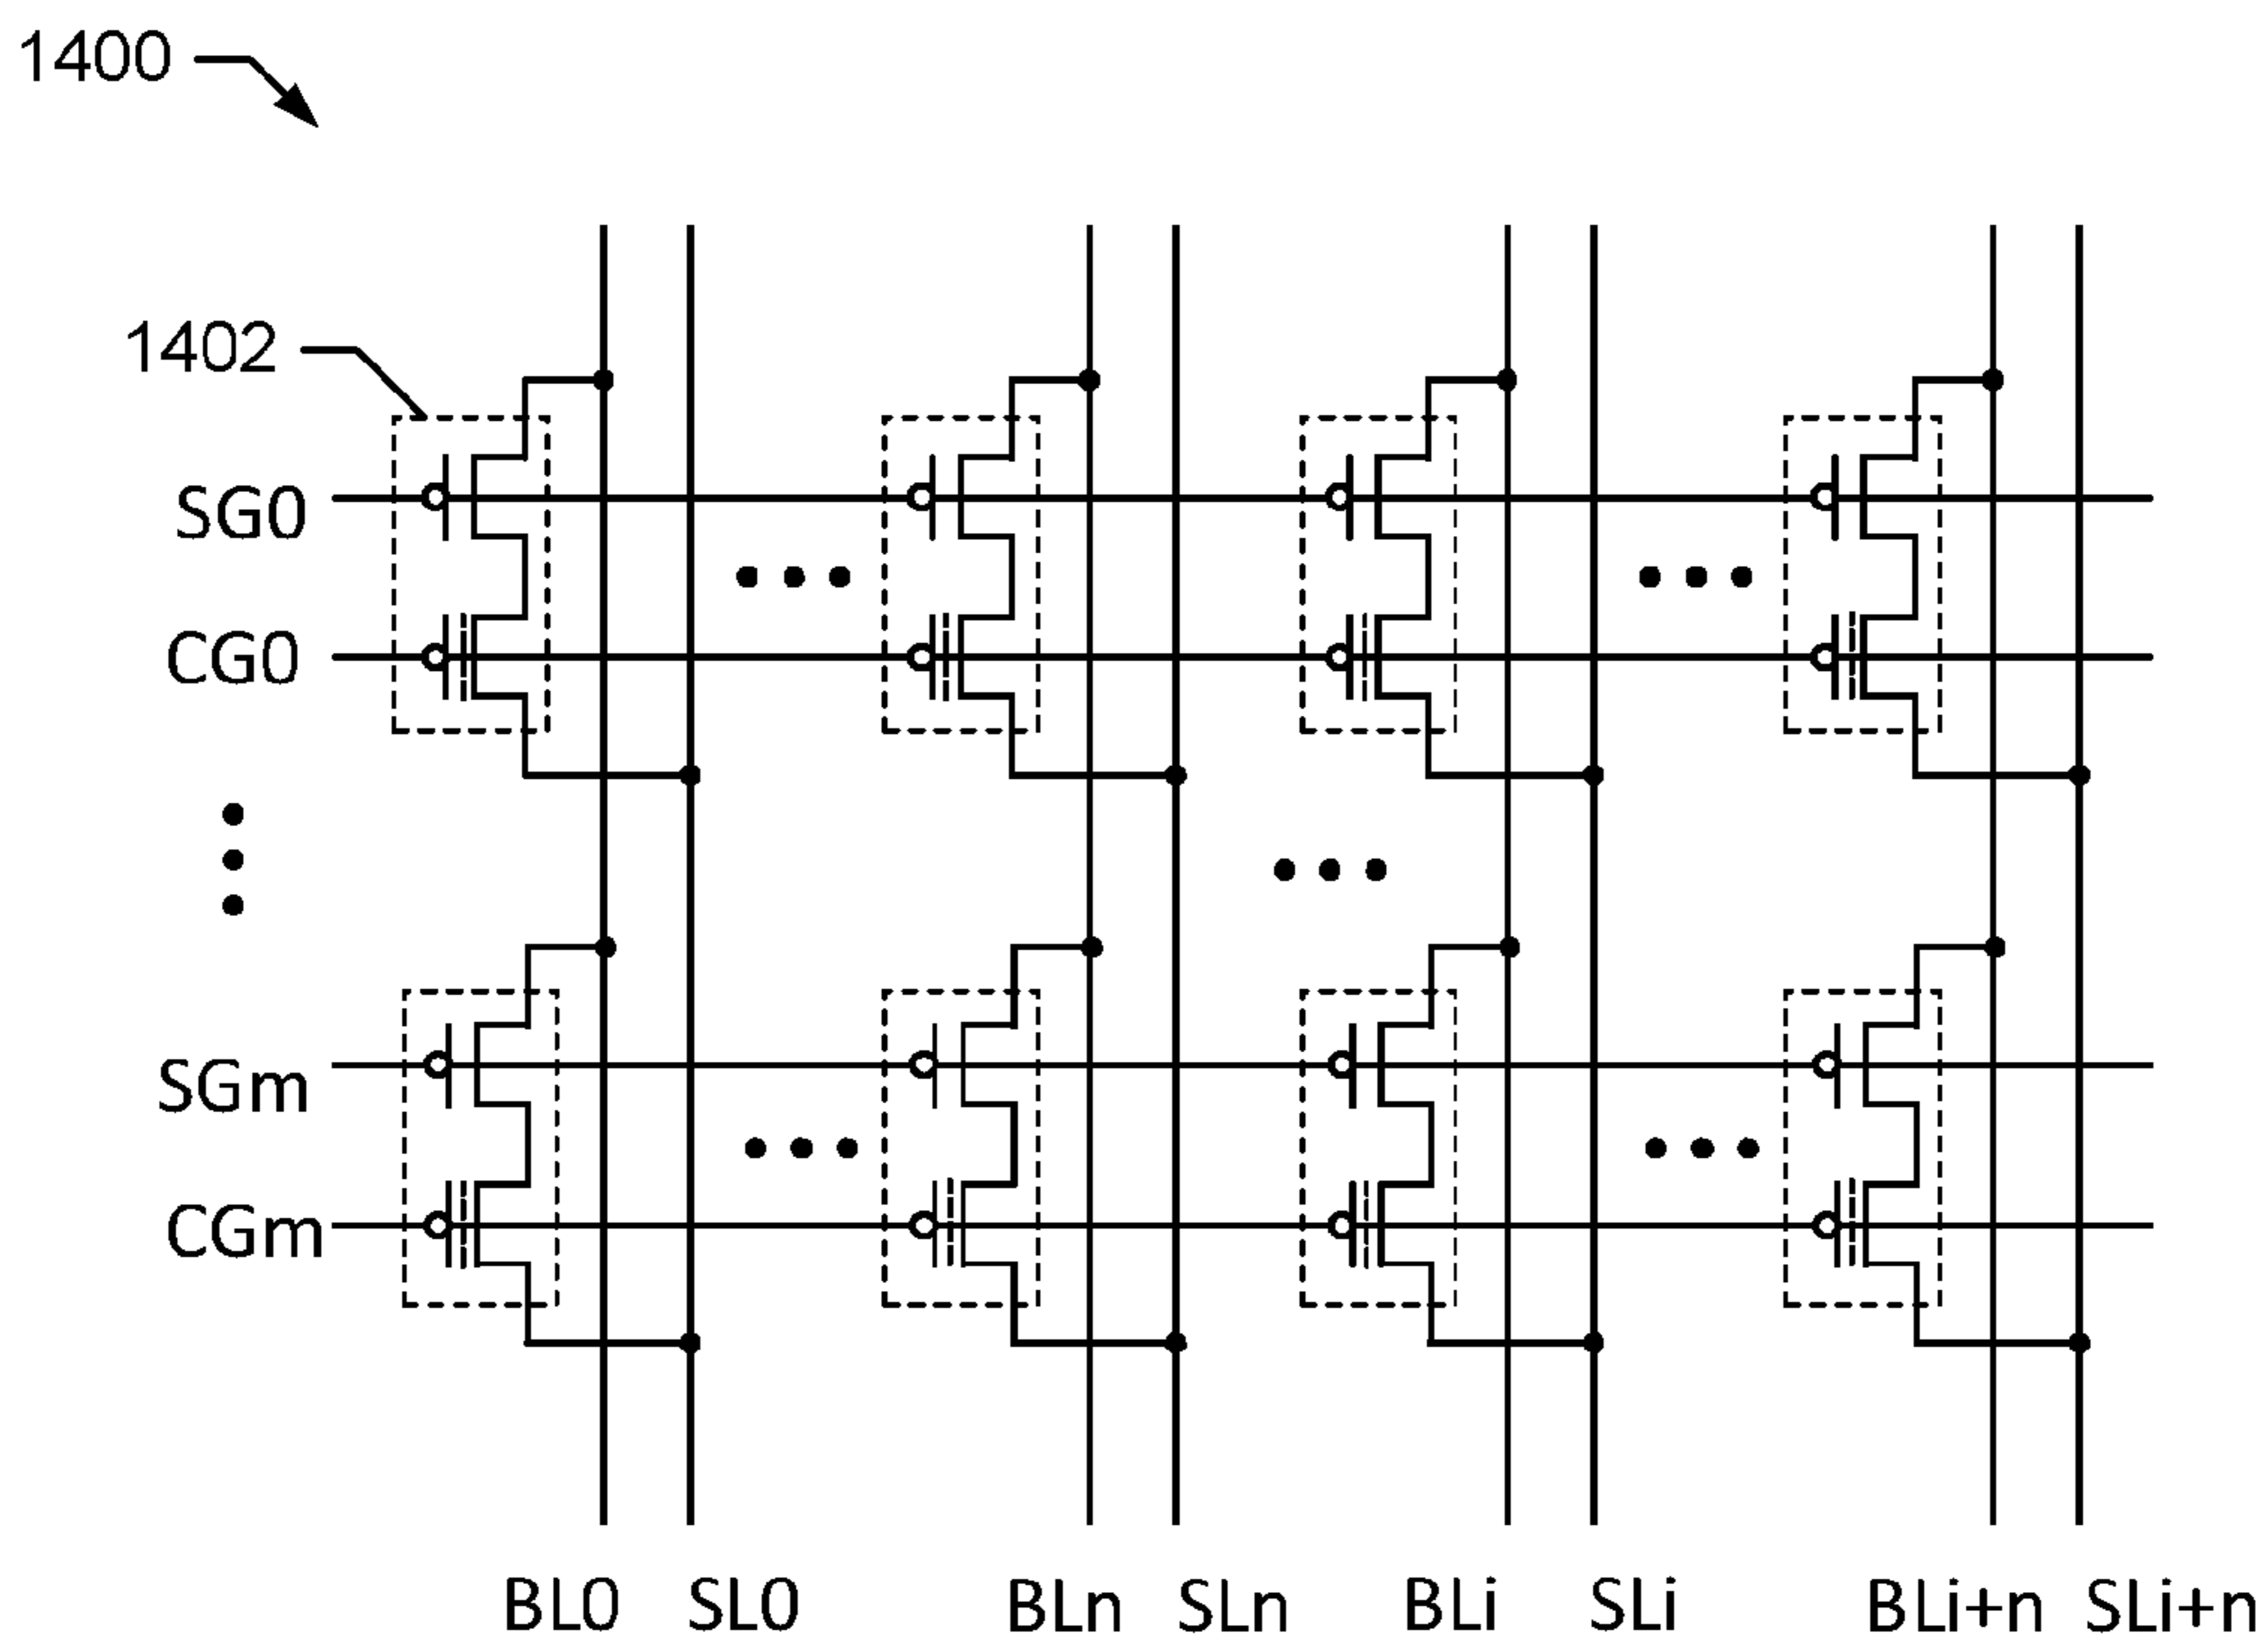 1400
1402
SG0
CG0
SGm
CGm
BL0 SL0 BLn SLn BLi SLi BLi+n SLi+n